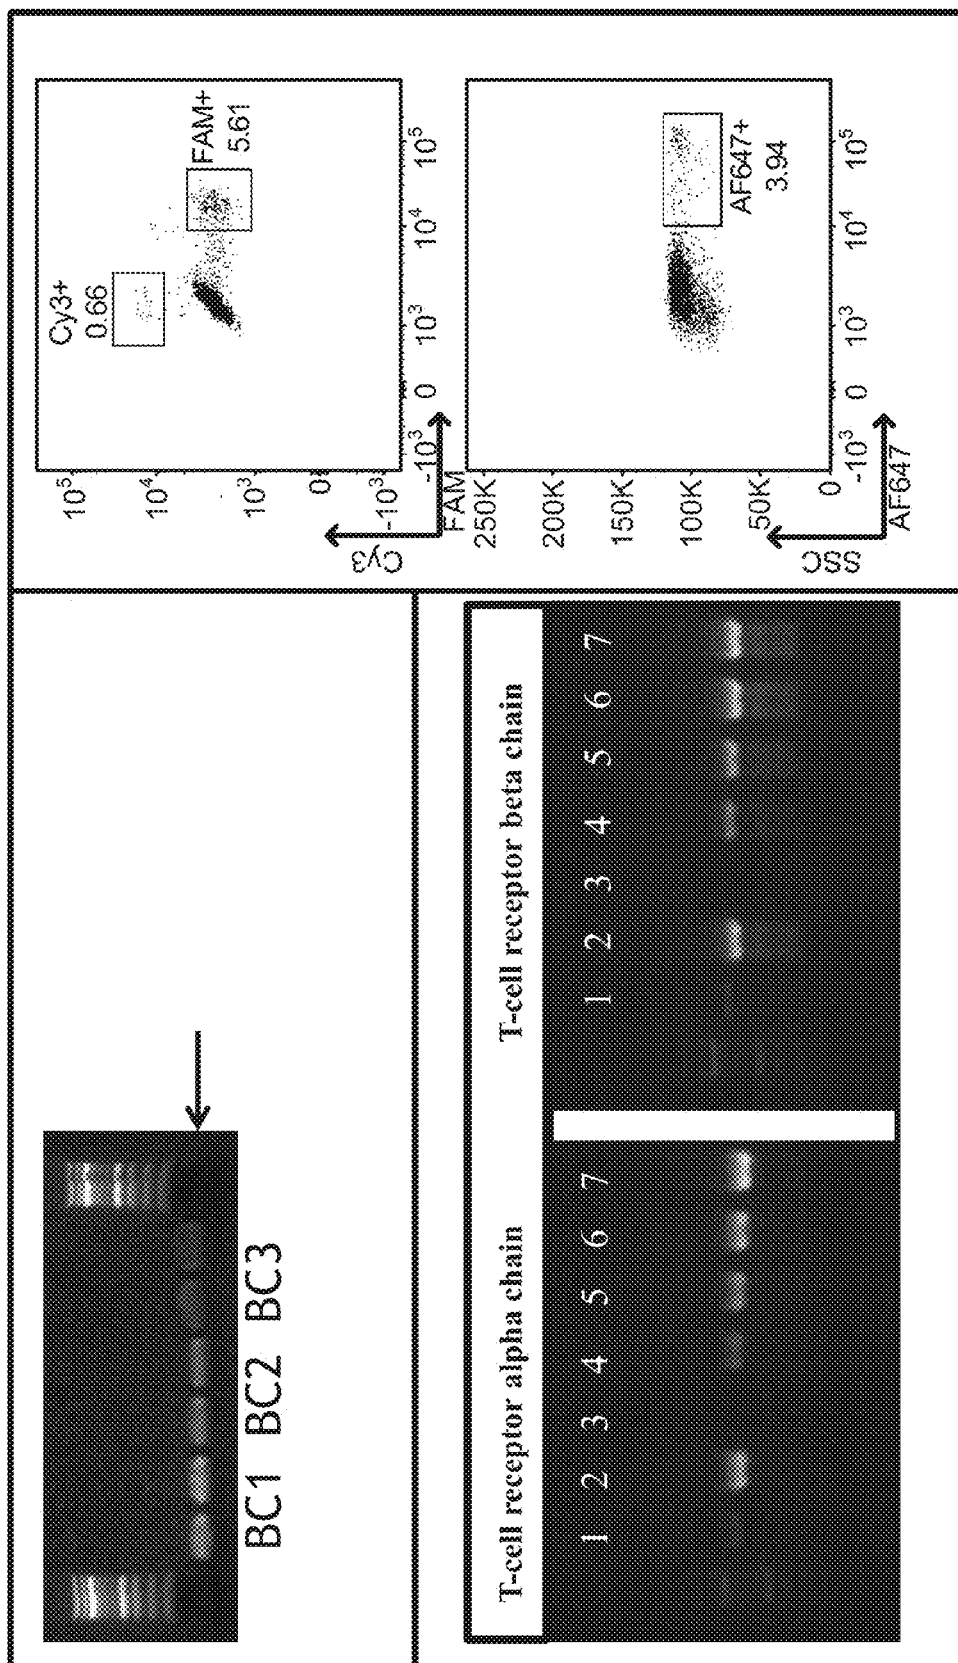 BC1 BC2 BC3
T-cell receptor alpha chain T-cell receptor beta chain
1 2 3 4 5 6 7 1 2 3 4 5 6 7
Cy3+
0.66
FAM+
5.61
10⁵
10⁴
10³
0
-10³
Cy3
-10³ 0 10³ 10⁴ 10⁵
FAM
250K
200K
150K
100K
50K
0
SSC
AF647+
3.94
-10³ 0 10³ 10⁴ 10⁵
AF647